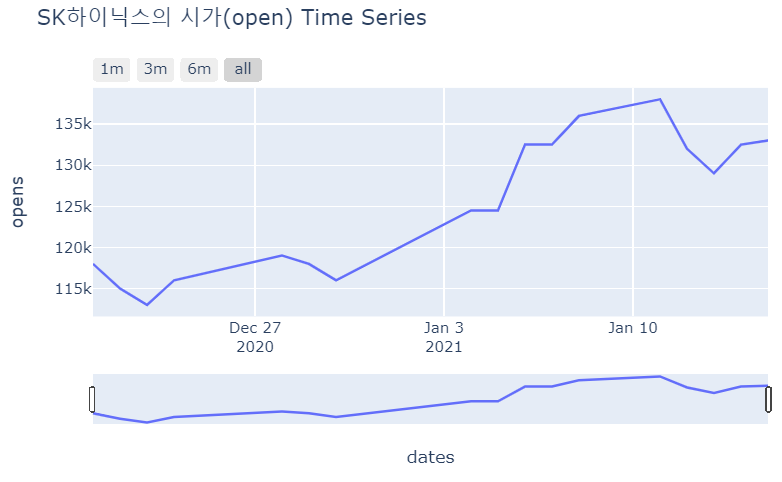 SK하이닉스의 시가(open) Time Series
1m 3m 6m all
135k
130k
125k
120k
115k
opens
Dec 27
2020
Jan 3
2021
Jan 10
dates